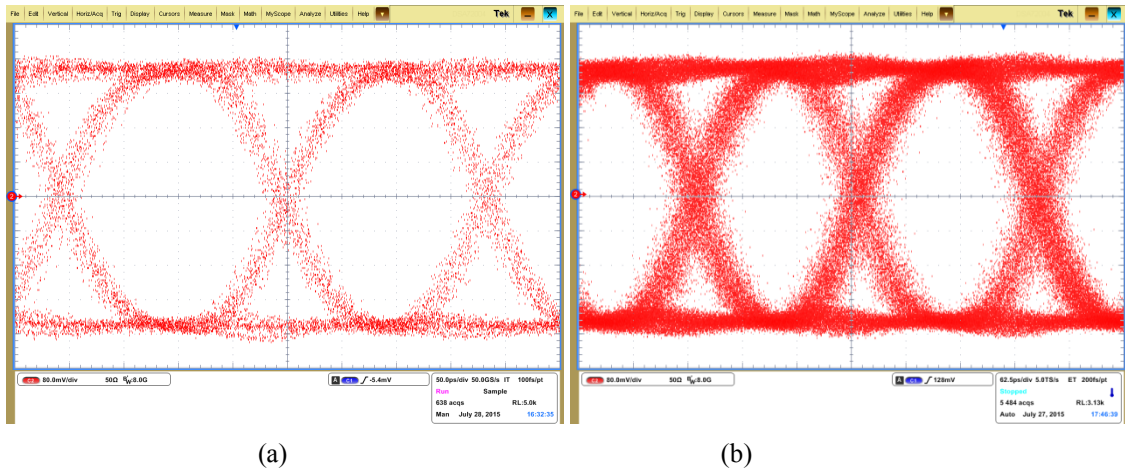 File Edit Vertical Horiz/Acq Trig Display Cursors Measure Mask Math MyScope Analyze Utilities Help Tek X
2
C2 80.0mV/div 50Ω BW:8.0G
A C1 -5.4mV
50.0ps/div 50.0GS/s IT 100fs/pt
Run Sample
638 acqs RL:5.0k
Man July 28, 2015 16:32:35
(a)
File Edit Vertical Horiz/Acq Trig Display Cursors Measure Mask Math MyScope Analyze Utilities Help Tek X
2
C2 80.0mV/div 50Ω BW:8.0G
A C1 128mV
62.5ps/div 5.0TS/s ET 200fs/pt
Stopped
5 484 acqs RL:3.13k
Auto July 27, 2015 17:46:39
(b)